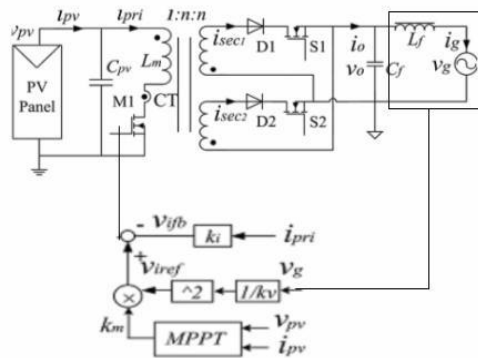 ipv
ipri
1:n:n
vpv
PV
Panel
Cpv
Lm
M1
CT
isec1
D1
S1
isec2
D2
S2
io
vo
Cf
Lf
ig
vg
- vifb
ki
ipri
+
viref
^2
1/kv
vg
×
km
MPPT
vpv
ipv